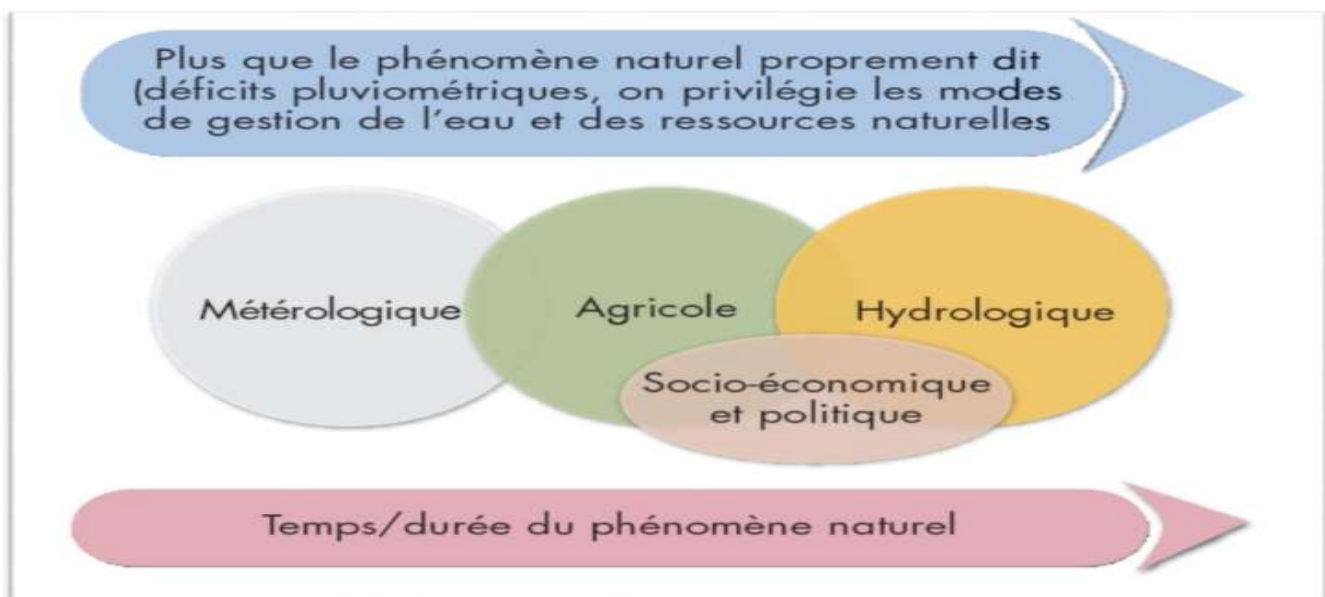 Plus que le phénomène naturel proprement dit
(déficits pluviométriques, on privilégie les modes
de gestion de l'eau et des ressources naturelles
Métérologique
Agricole
Hydrologique
Socio-économique
et politique
Temps/durée du phénomène naturel